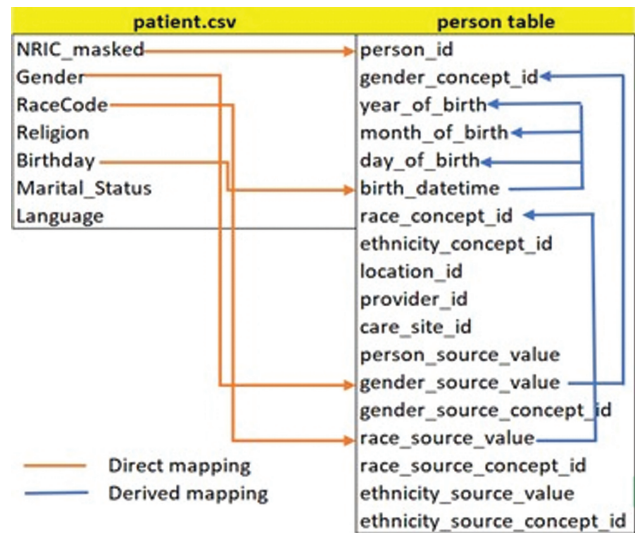 patient.csv
person table
NRIC_masked
Gender
RaceCode
Religion
Birthday
Marital_Status
Language
person_id
gender_concept_id
year_of_birth
month_of_birth
day_of_birth
birth_datetime
race_concept_id
ethnicity_concept_id
location_id
provider_id
care_site_id
person_source_value
gender_source_value
gender_source_concept_id
race_source_value
race_source_concept_id
ethnicity_source_value
ethnicity_source_concept_id
Direct mapping
Derived mapping